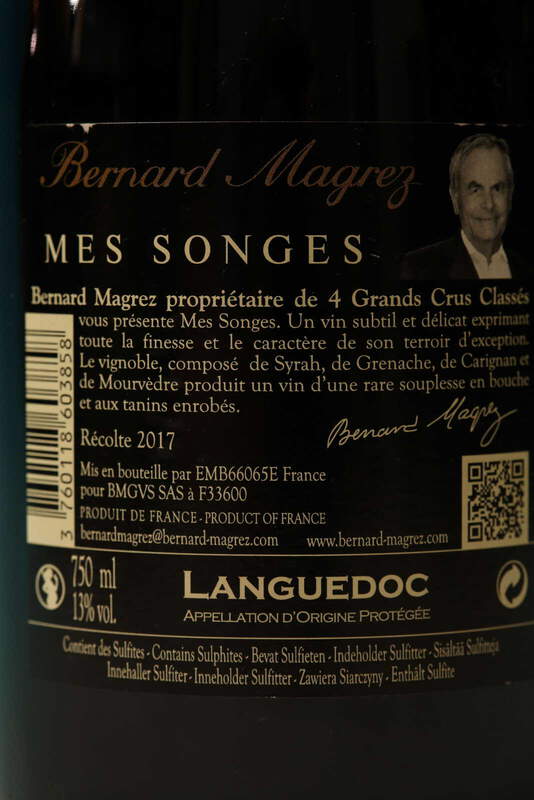 Bernard Magrez
MES SONGES
Bernard Magrez propriétaire de 4 Grands Crus Classés
vous présente Mes Songes. Un vin subtil et délicat exprimant
toute la finesse et le caractère de son terroir d'exception.
Le vignoble, composé de Syrah, de Grenache, de Carignan et
de Mourvèdre produit un vin d'une rare souplesse en bouche
et aux tanins enrobés.
Bernard Magrez
Récolte 2017
Mis en bouteille par EMB66065E France
pour BMGVS SAS à F33600
PRODUIT DE FRANCE - PRODUCT OF FRANCE
bernardmagrez@bernard-magrez.com www.bernard-magrez.com
3 760118 603858
750 ml
13% vol.
LANGUEDOC
APPELLATION D'ORIGINE PROTÉGÉE
Contient des Sulfites - Contains Sulphites - Bevat Sulfieten - Indeholder Sulfitter - Sisältää Sulfiitteja
Innehaller Sulfiter - Inneholder Sulfitter - Zawiera Siarczyny - Enthält Sulfite